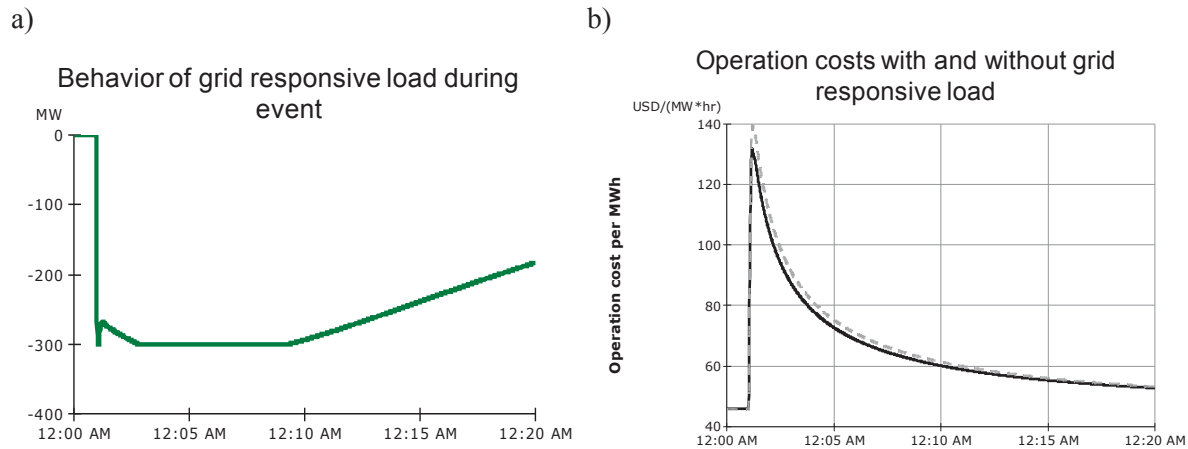 a)
Behavior of grid responsive load during
event
MW
0
-100
-200
-300
-400
12:00 AM 12:05 AM 12:10 AM 12:15 AM 12:20 AM
b)
Operation costs with and without grid
responsive load
USD/(MW*hr)
Operation cost per MWh
140
120
100
80
60
40
12:00 AM 12:05 AM 12:10 AM 12:15 AM 12:20 AM